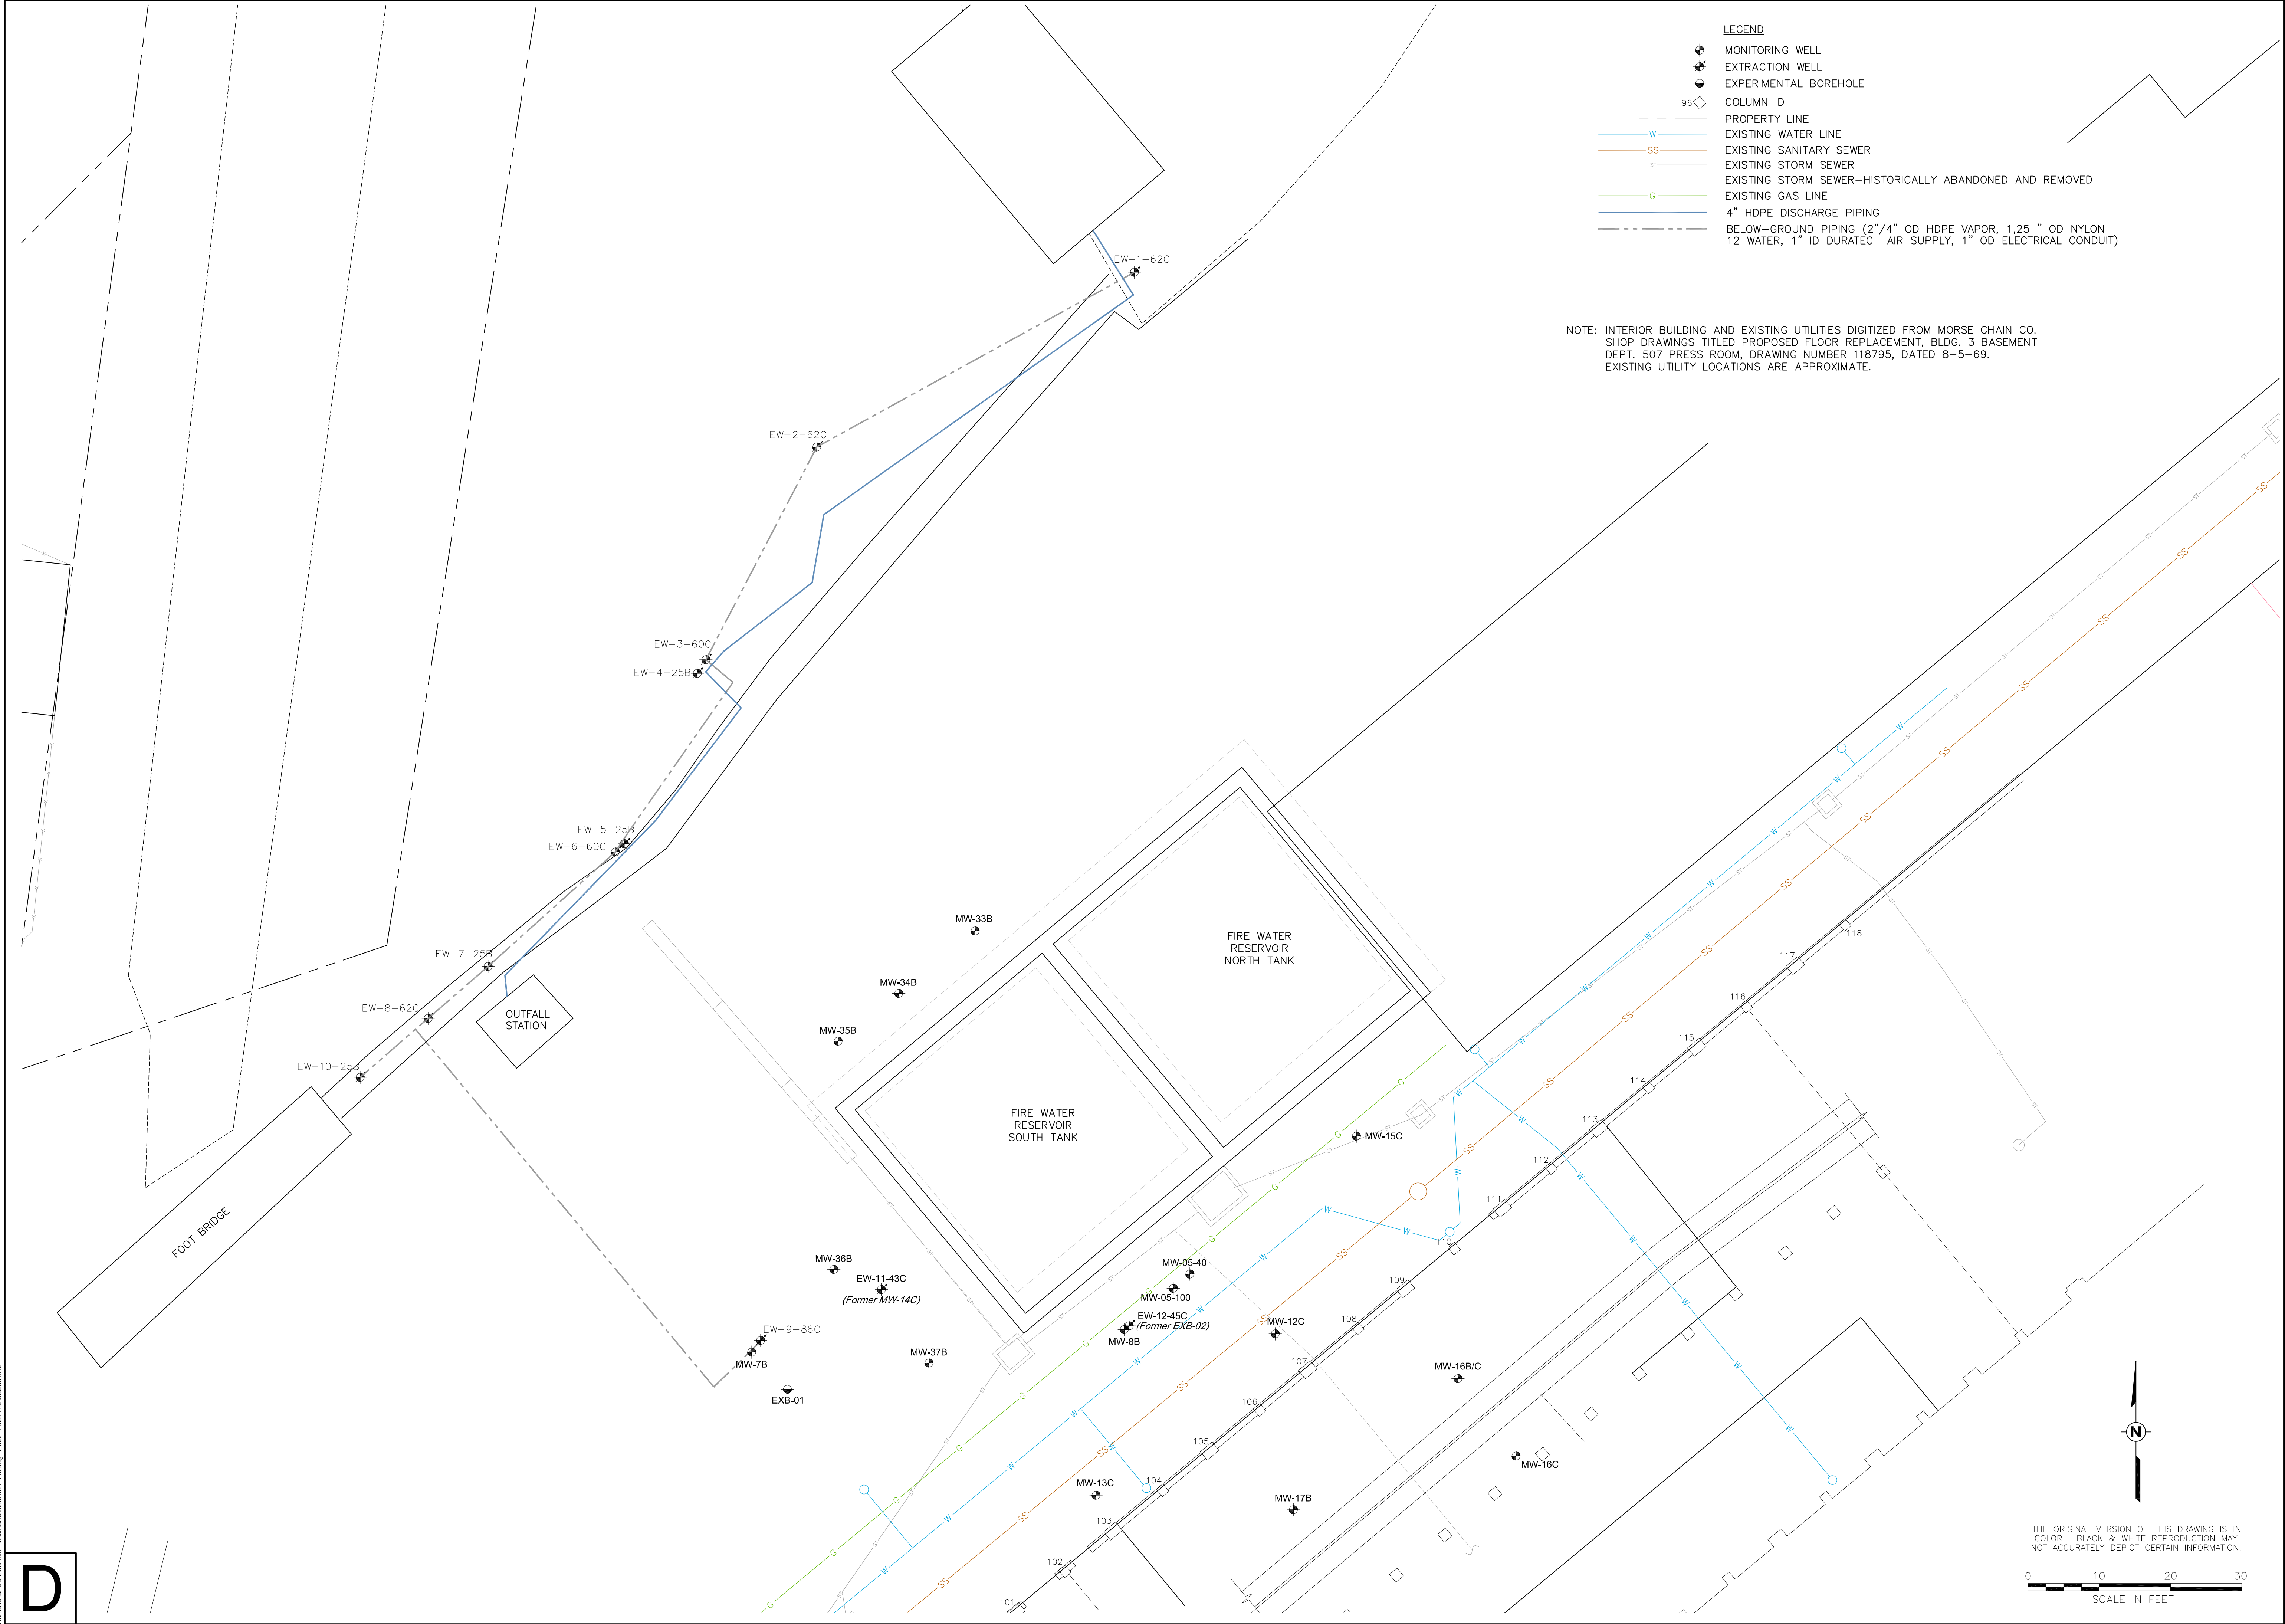 LEGEND
MONITORING WELL
EXTRACTION WELL
EXPERIMENTAL BOREHOLE
96 COLUMN ID
PROPERTY LINE
W EXISTING WATER LINE
SS EXISTING SANITARY SEWER
ST EXISTING STORM SEWER
EXISTING STORM SEWER-HISTORICALLY ABANDONED AND REMOVED
G EXISTING GAS LINE
4" HDPE DISCHARGE PIPING
BELOW-GROUND PIPING (2"/4" OD HDPE VAPOR, 1,25 " OD NYLON
12 WATER, 1" ID DURATEC AIR SUPPLY, 1" OD ELECTRICAL CONDUIT)
NOTE: INTERIOR BUILDING AND EXISTING UTILITIES DIGITIZED FROM MORSE CHAIN CO.
SHOP DRAWINGS TITLED PROPOSED FLOOR REPLACEMENT, BLDG. 3 BASEMENT
DEPT. 507 PRESS ROOM, DRAWING NUMBER 118795, DATED 8-5-69.
EXISTING UTILITY LOCATIONS ARE APPROXIMATE.
EW-1-62C
EW-2-62C
EW-3-60C
EW-4-25B
EW-5-25B
EW-6-60C
EW-7-25B
EW-8-62C
EW-10-25B
OUTFALL
STATION
FOOT BRIDGE
MW-33B
MW-34B
MW-35B
FIRE WATER
RESERVOIR
NORTH TANK
FIRE WATER
RESERVOIR
SOUTH TANK
MW-15C
MW-36B
EW-11-43C
(Former MW-14C)
EW-9-86C
MW-7B
EXB-01
MW-37B
MW-05-40
MW-05-100
EW-12-45C
(Former EXB-02)
MW-8B
MW-12C
MW-16B/C
MW-16C
MW-13C
MW-17B
118
117
116
115
114
113
112
111
110
109
108
107
106
105
104
103
102
101
N
THE ORIGINAL VERSION OF THIS DRAWING IS IN
COLOR. BLACK & WHITE REPRODUCTION MAY
NOT ACCURATELY DEPICT CERTAIN INFORMATION.
0 10 20 30
SCALE IN FEET
D